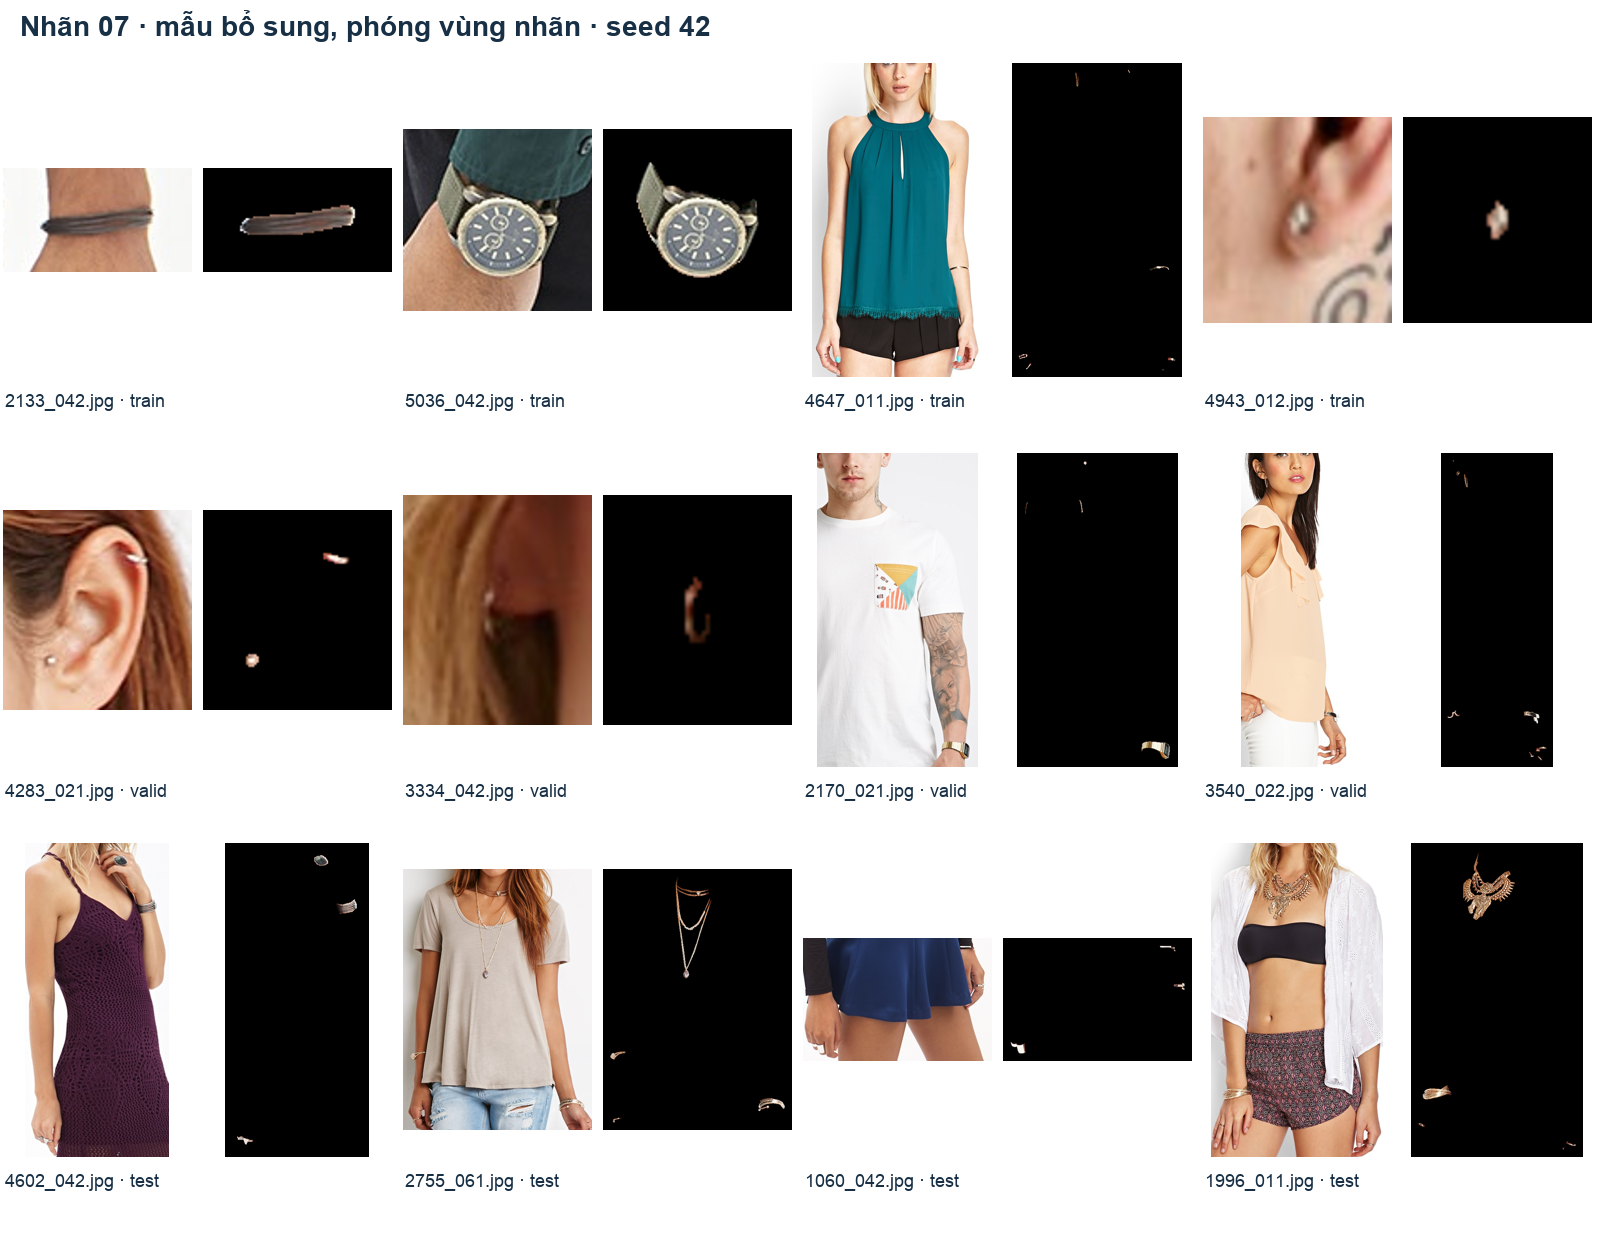 Nhãn 07 · mẫu bổ sung, phóng vùng nhãn · seed 42
2133_042.jpg · train
5036_042.jpg · train
4647_011.jpg · train
4943_012.jpg · train
4283_021.jpg · valid
3334_042.jpg · valid
2170_021.jpg · valid
3540_022.jpg · valid
4602_042.jpg · test
2755_061.jpg · test
1060_042.jpg · test
1996_011.jpg · test